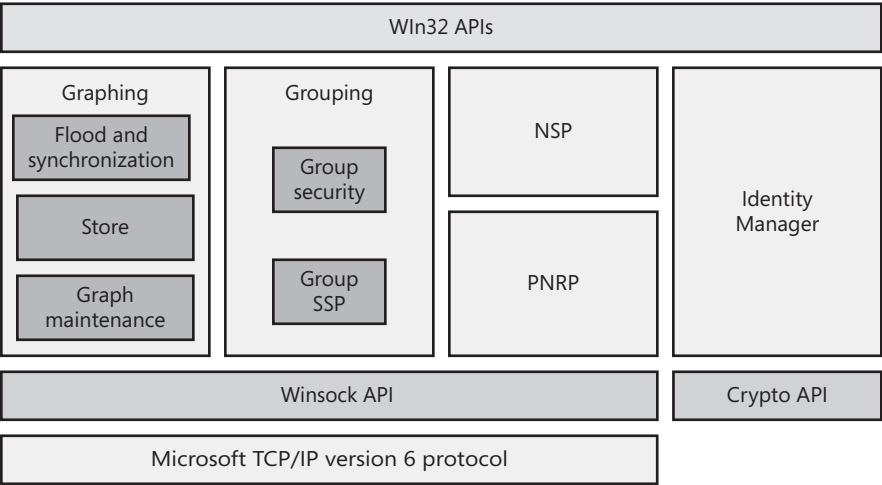 WIn32 APIs
Graphing
Flood and
synchronization
Store
Graph
maintenance
Grouping
Group
security
Group
SSP
NSP
PNRP
Identity
Manager
Winsock API
Crypto API
Microsoft TCP/IP version 6 protocol